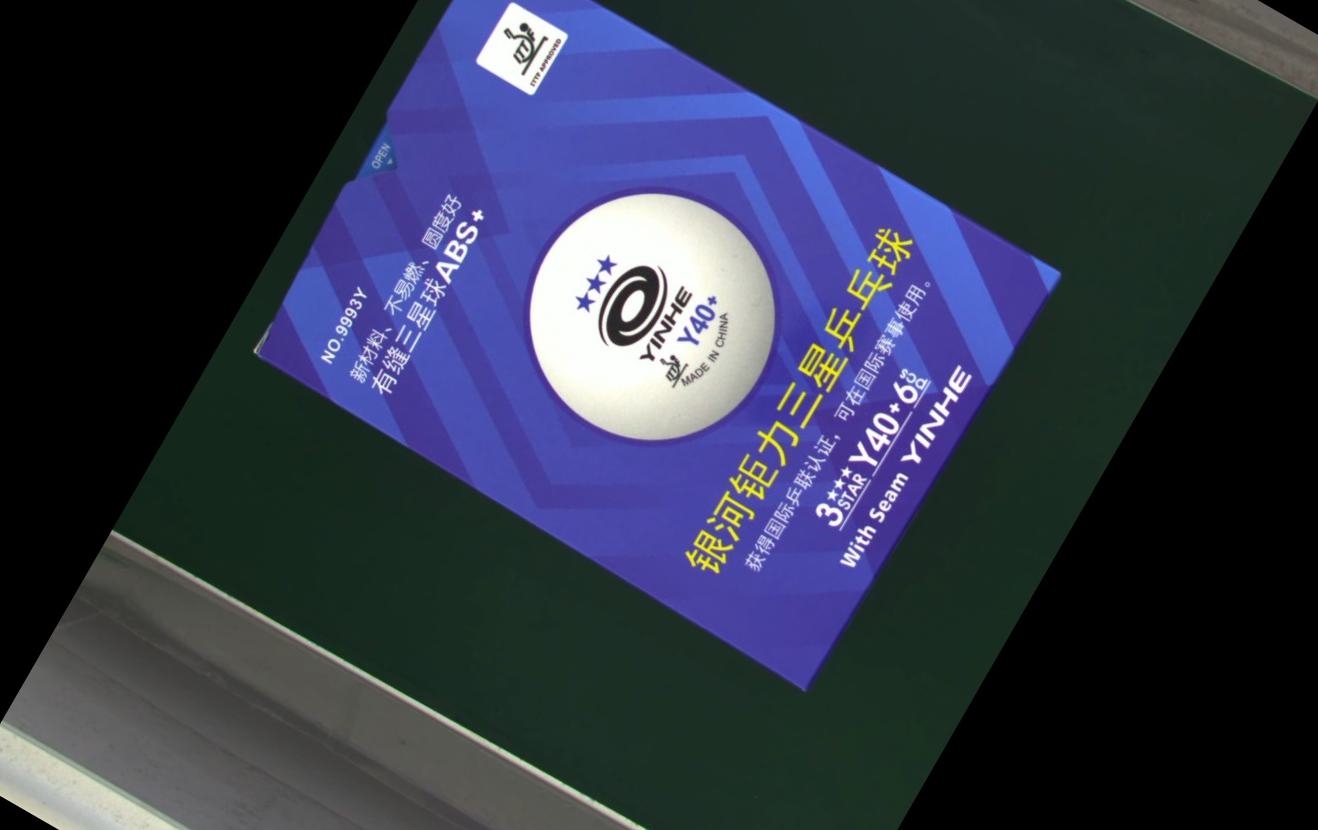 ITTF APPROVED
OPEN
NO.9993Y
新材料、不易燃、圆度好
有缝三星球ABS+
YINHE
Y40+
ITTF
MADE IN CHINA
银河钜力三星乒乓球
获得国际乒联认证，可在国际赛事使用。
3★★★ STAR Y40+ 6
With Seam YINHE